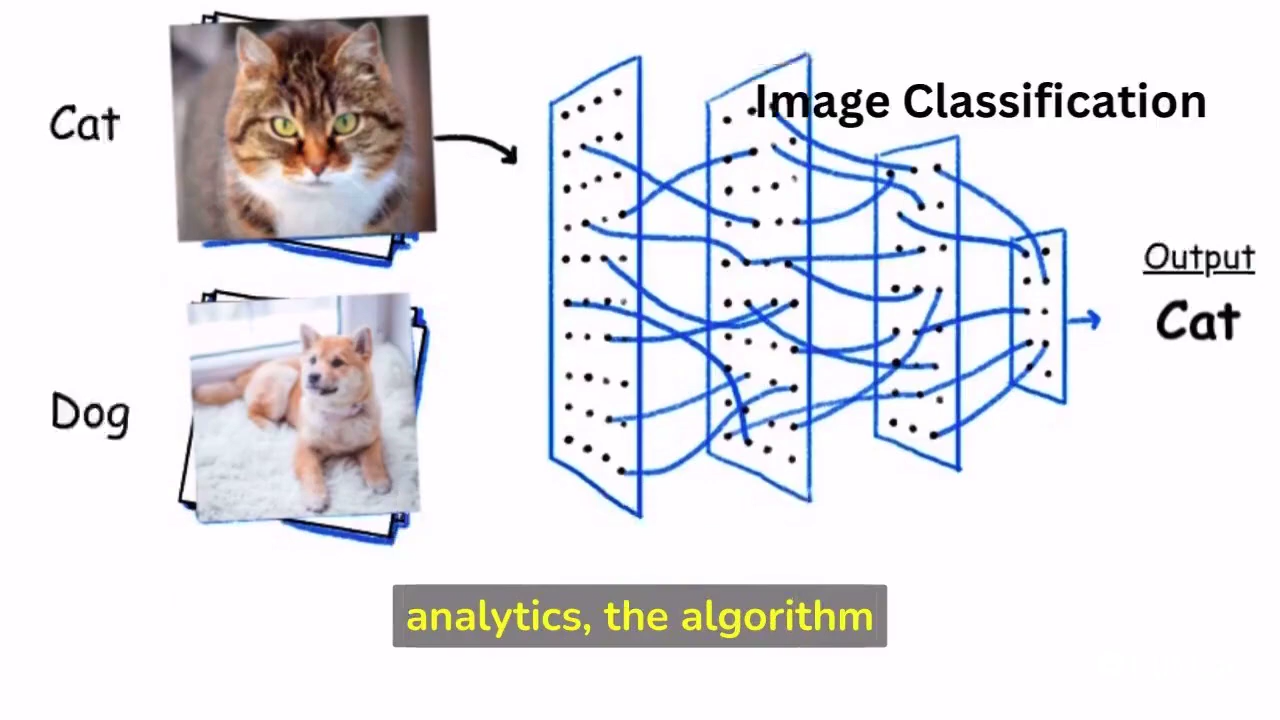 Image Classification
Cat
Dog
Output
Cat
analytics, the algorithm